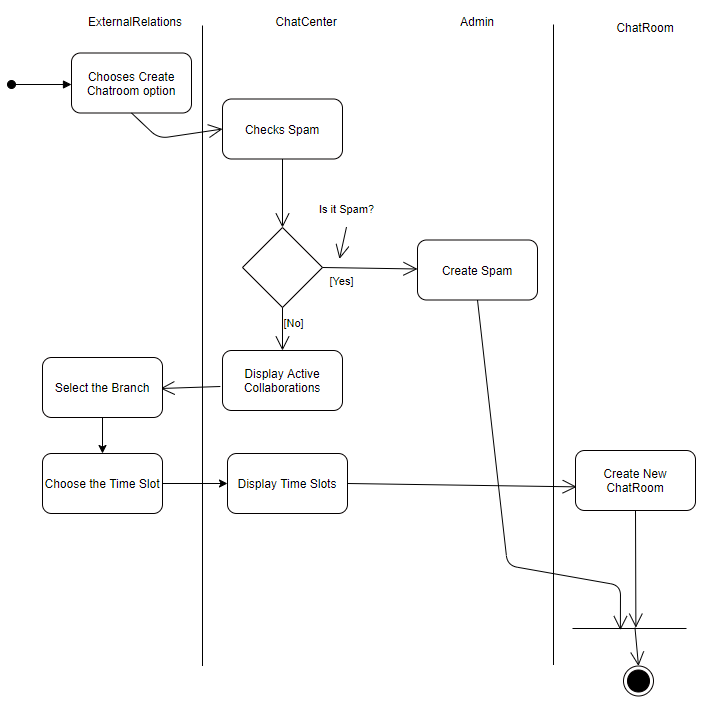 ExternalRelations
ChatCenter
Admin
ChatRoom
Chooses Create
Chatroom option
Checks Spam
Is it Spam?
[Yes]
Create Spam
[No]
Display Active
Collaborations
Select the Branch
Choose the Time Slot
Display Time Slots
Create New
ChatRoom